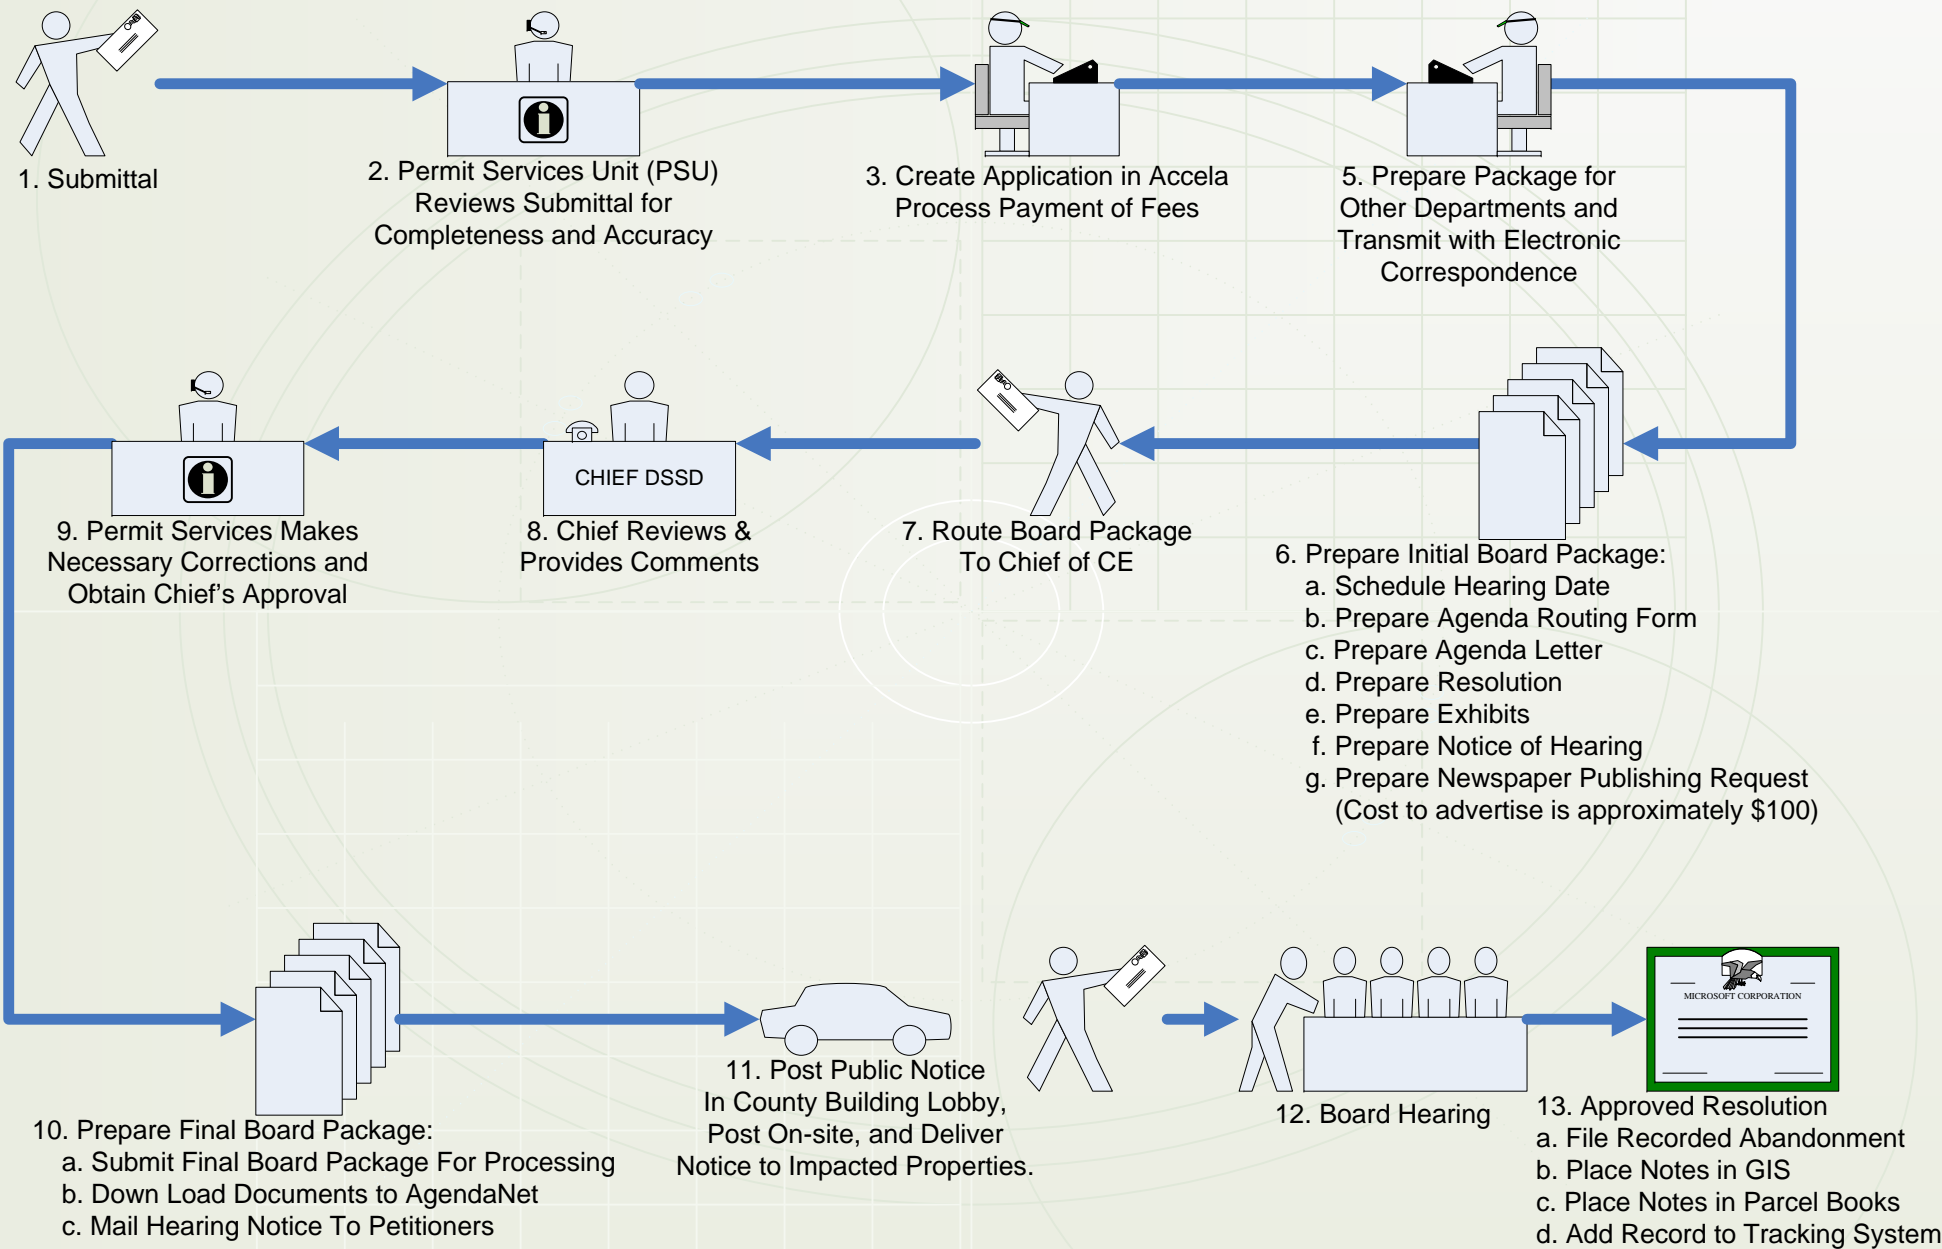 1. Submittal
2. Permit Services Unit (PSU)
Reviews Submittal for
Completeness and Accuracy
3. Create Application in Accela
Process Payment of Fees
5. Prepare Package for
Other Departments and
Transmit with Electronic
Correspondence
CHIEF DSSD
9. Permit Services Makes
Necessary Corrections and
Obtain Chief's Approval
8. Chief Reviews &
Provides Comments
7. Route Board Package
To Chief of CE
6. Prepare Initial Board Package:
a. Schedule Hearing Date
b. Prepare Agenda Routing Form
c. Prepare Agenda Letter
d. Prepare Resolution
e. Prepare Exhibits
f. Prepare Notice of Hearing
g. Prepare Newspaper Publishing Request
(Cost to advertise is approximately $100)
10. Prepare Final Board Package:
a. Submit Final Board Package For Processing
b. Down Load Documents to AgendaNet
c. Mail Hearing Notice To Petitioners
11. Post Public Notice
In County Building Lobby,
Post On-site, and Deliver
Notice to Impacted Properties.
12. Board Hearing
MICROSOFT CORPORATION
13. Approved Resolution
a. File Recorded Abandonment
b. Place Notes in GIS
c. Place Notes in Parcel Books
d. Add Record to Tracking System